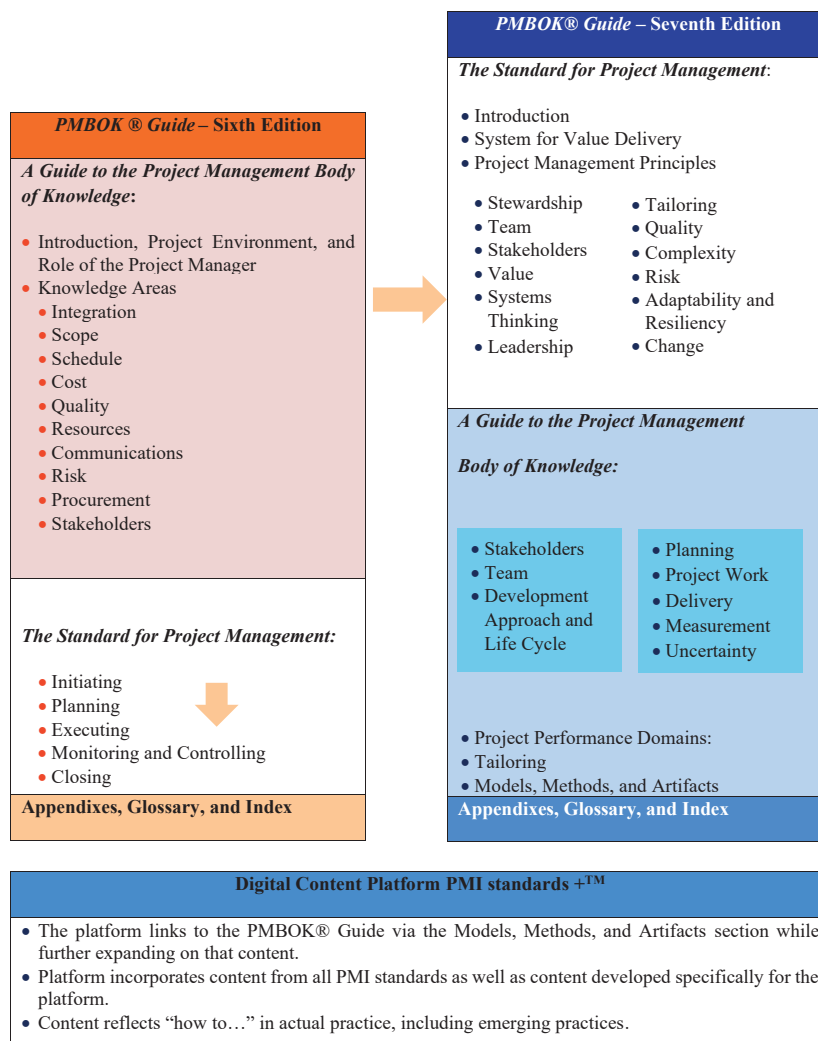 PMBOK ® Guide – Sixth Edition
A Guide to the Project Management Body
of Knowledge:
• Introduction, Project Environment, and
Role of the Project Manager
• Knowledge Areas
• Integration
• Scope
• Schedule
• Cost
• Quality
• Resources
• Communications
• Risk
• Procurement
• Stakeholders
The Standard for Project Management:
• Initiating
• Planning
• Executing
• Monitoring and Controlling
• Closing
Appendixes, Glossary, and Index
PMBOK® Guide – Seventh Edition
The Standard for Project Management:
• Introduction
• System for Value Delivery
• Project Management Principles
• Stewardship
• Team
• Stakeholders
• Value
• Systems
Thinking
• Leadership
• Tailoring
• Quality
• Complexity
• Risk
• Adaptability and
Resiliency
• Change
A Guide to the Project Management
Body of Knowledge:
• Stakeholders
• Team
• Development
Approach and
Life Cycle
• Planning
• Project Work
• Delivery
• Measurement
• Uncertainty
• Project Performance Domains:
• Tailoring
• Models, Methods, and Artifacts
Appendixes, Glossary, and Index
Digital Content Platform PMI standards +TM
• The platform links to the PMBOK® Guide via the Models, Methods, and Artifacts section while
further expanding on that content.
• Platform incorporates content from all PMI standards as well as content developed specifically for the
platform.
• Content reflects “how to…” in actual practice, including emerging practices.